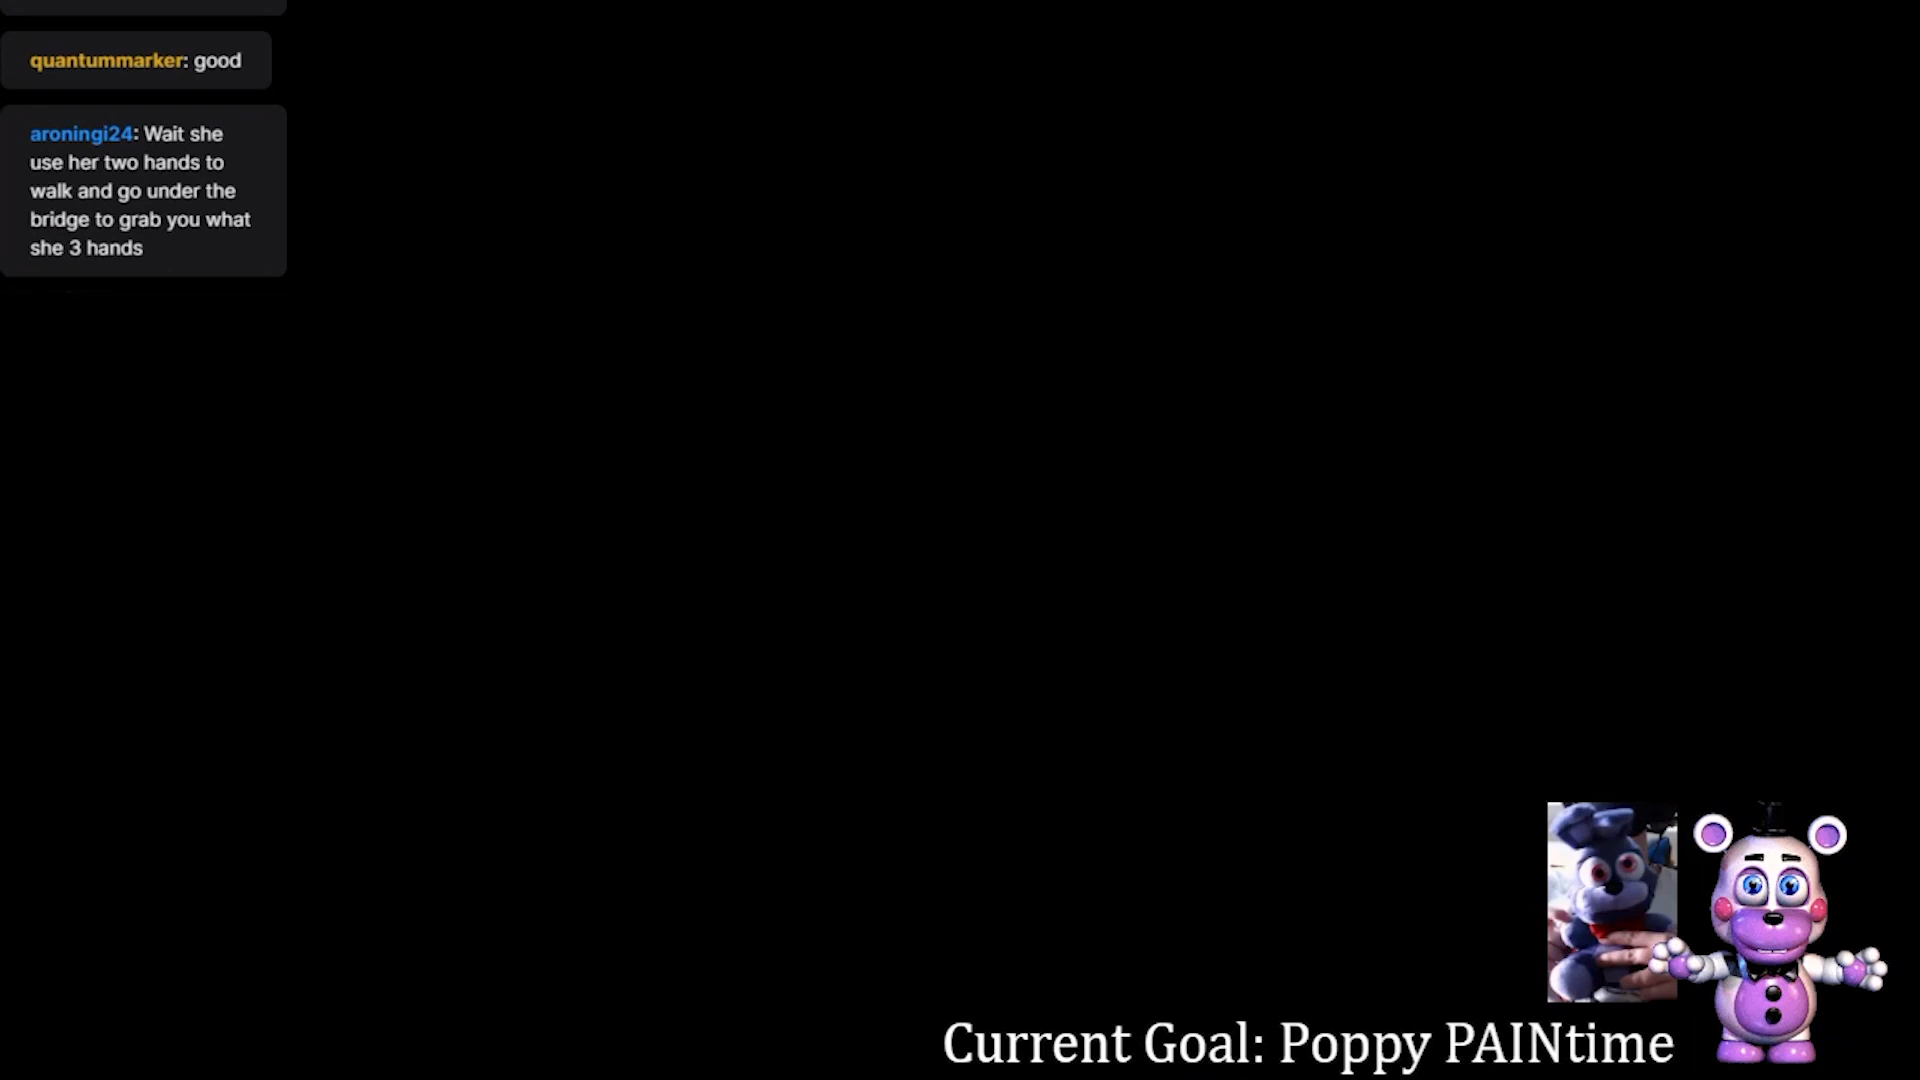 quantummarker: good
aroningi24: Wait she
use her two hands to
walk and go under the
bridge to grab you what
she 3 hands
Current Goal: Poppy PAINtime